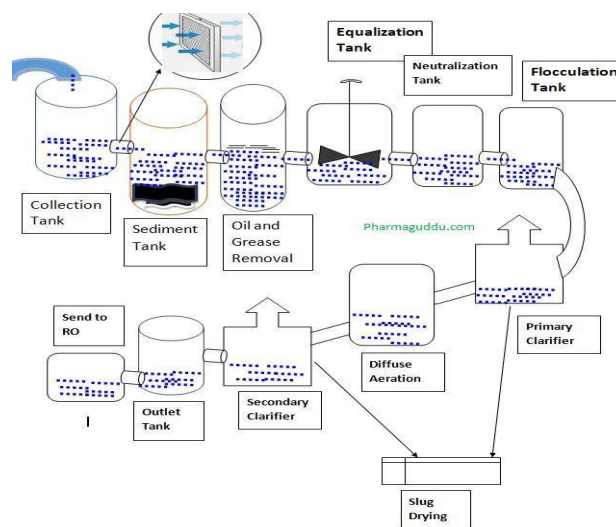 Equalization
Tank
Neutralization
Tank
Flocculation
Tank
Collection
Tank
Sediment
Tank
Oil and
Grease
Removal
Pharmaguddu.com
Send to
RO
Primary
Clarifier
Diffuse
Aeration
I
Outlet
Tank
Secondary
Clarifier
Slug
Drying